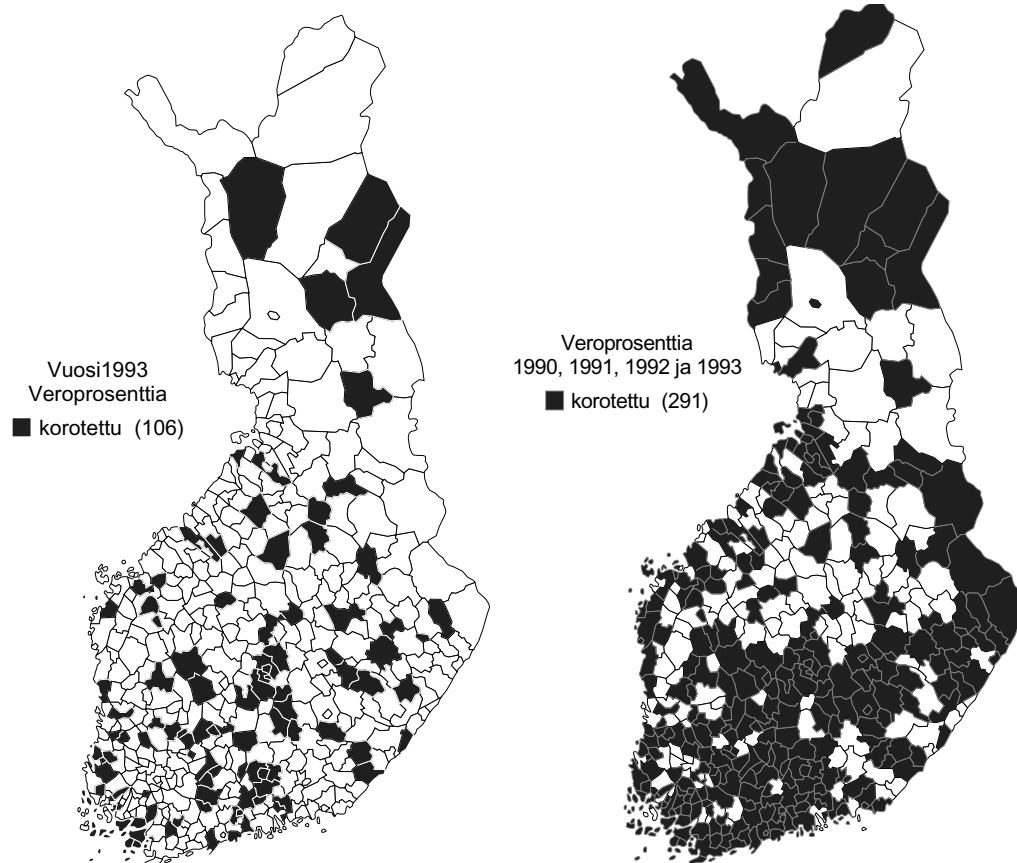 Vuosi1993
Veroprosenttia
korotettu (106)
Veroprosenttia
1990, 1991, 1992 ja 1993
korotettu (291)